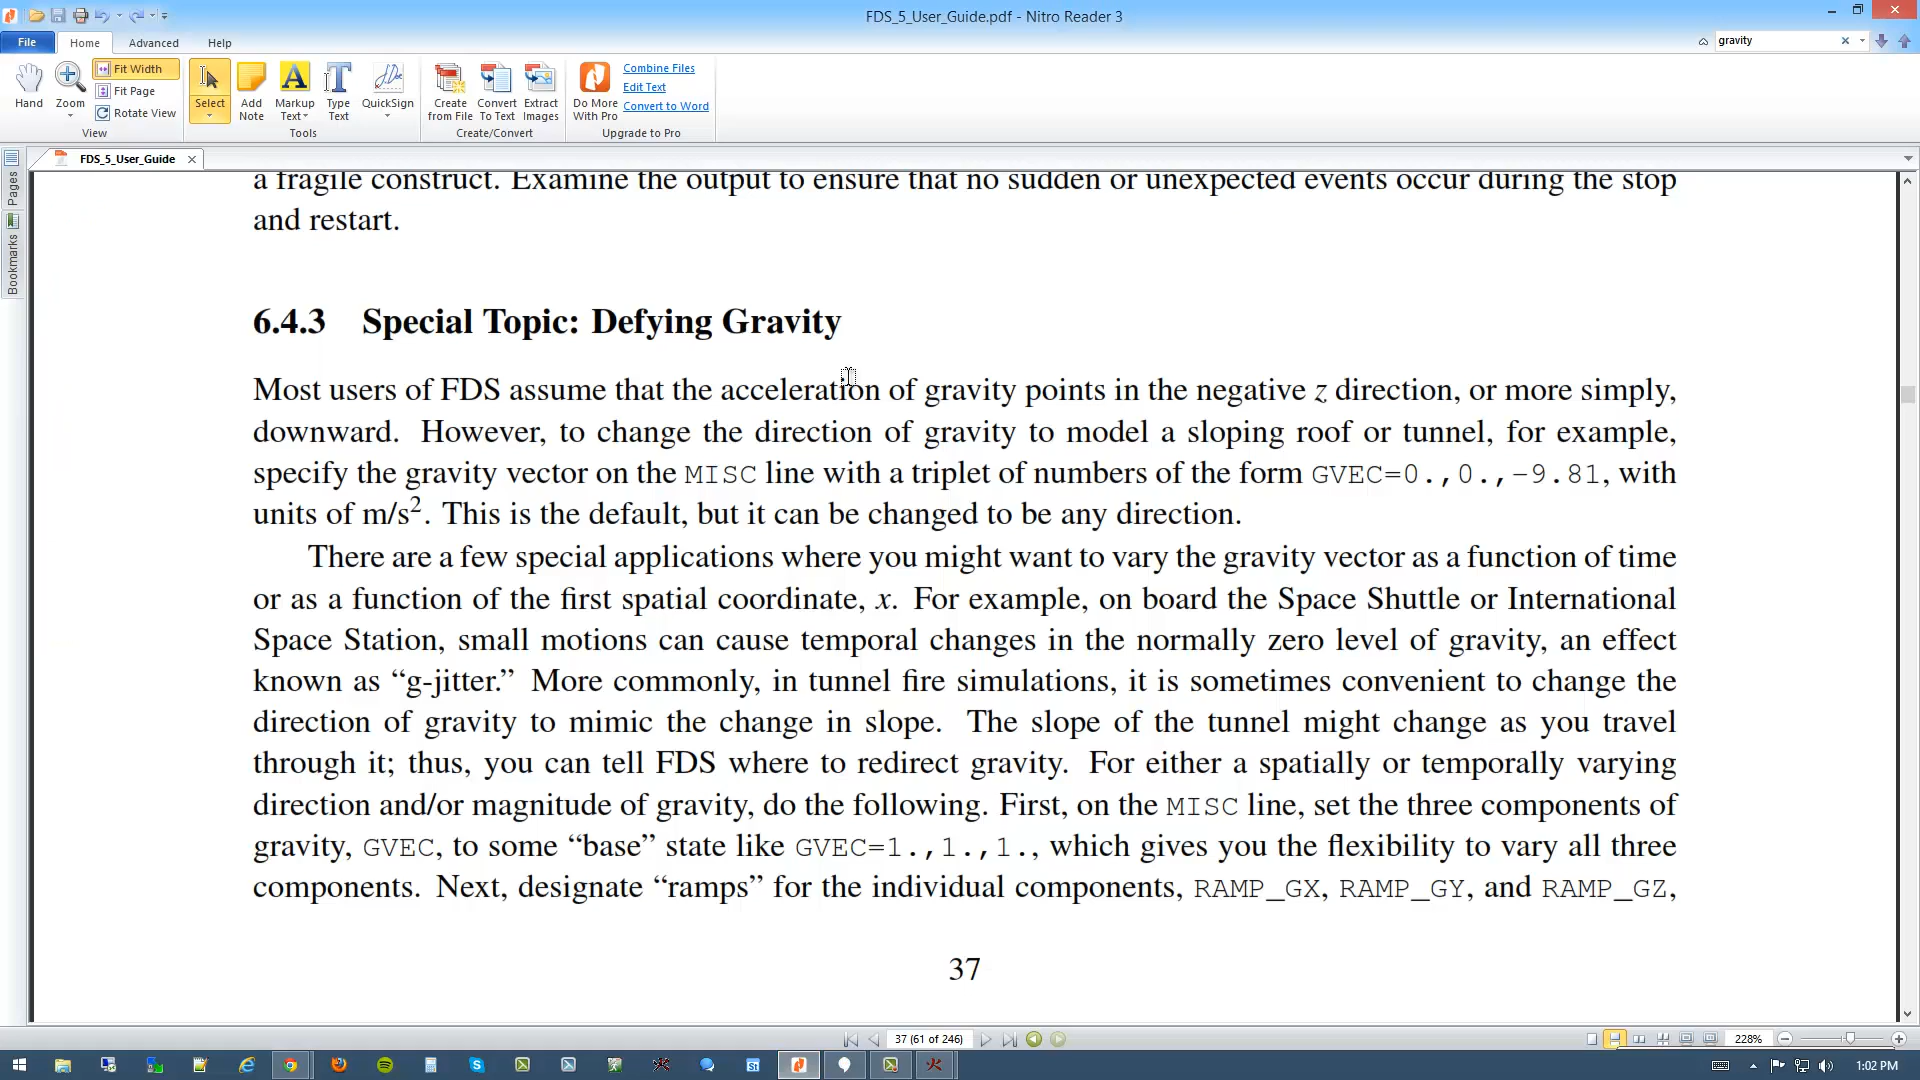 FDS_5_User_Guide.pdf - Nitro Reader 3
File Home Advanced Help
gravity
Fit Width
Fit Page
Rotate View
Hand Zoom
View
Select Add Note Markup Text Type Text QuickSign
Tools
Create from File Convert To Text Extract Images
Create/Convert
Do More With Pro
Combine Files
Edit Text
Convert to Word
Upgrade to Pro
FDS_5_User_Guide
Pages
Bookmarks
a fragile construct. Examine the output to ensure that no sudden or unexpected events occur during the stop
and restart.
6.4.3 Special Topic: Defying Gravity
Most users of FDS assume that the acceleration of gravity points in the negative z direction, or more simply,
downward. However, to change the direction of gravity to model a sloping roof or tunnel, for example,
specify the gravity vector on the MISC line with a triplet of numbers of the form GVEC=0.,0.,-9.81, with
units of m/s². This is the default, but it can be changed to be any direction.
There are a few special applications where you might want to vary the gravity vector as a function of time
or as a function of the first spatial coordinate, x. For example, on board the Space Shuttle or International
Space Station, small motions can cause temporal changes in the normally zero level of gravity, an effect
known as “g-jitter.” More commonly, in tunnel fire simulations, it is sometimes convenient to change the
direction of gravity to mimic the change in slope. The slope of the tunnel might change as you travel
through it; thus, you can tell FDS where to redirect gravity. For either a spatially or temporally varying
direction and/or magnitude of gravity, do the following. First, on the MISC line, set the three components of
gravity, GVEC, to some “base” state like GVEC=1.,1.,1., which gives you the flexibility to vary all three
components. Next, designate “ramps” for the individual components, RAMP_GX, RAMP_GY, and RAMP_GZ,
37
37 (61 of 246)
228%
1:02 PM